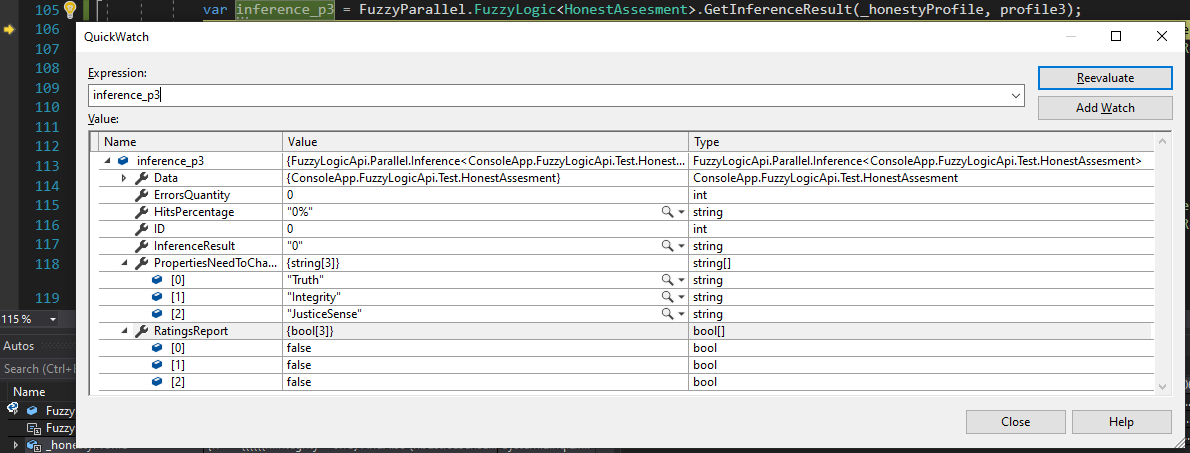 105 var inference_p3 = FuzzyParallel.FuzzyLogic<HonestAssesment>.GetInferenceResult(_honestyProfile, profile3);
106
QuickWatch
107
108 Expression: Reevaluate
109 inference_p3
110 Add Watch
111 Value:
112 Name Value Type
113 inference_p3 {FuzzyLogicApi.Parallel.Inference<ConsoleApp.FuzzyLogicApi.Test.Honest... FuzzyLogicApi.Parallel.Inference<ConsoleApp.FuzzyLogicApi.Test.HonestAssesment>
114 Data {ConsoleApp.FuzzyLogicApi.Test.HonestAssesment} ConsoleApp.FuzzyLogicApi.Test.HonestAssesment
115 ErrorsQuantity 0 int
116 HitsPercentage "0%" string
ID 0 int
117 InferenceResult "0" string
118 PropertiesNeedToCha... {string[3]} string[]
[0] "Truth" string
119 [1] "Integrity" string
115 % [2] "JusticeSense" string
RatingsReport {bool[3]} bool[]
Autos [0] false bool
Search (Ctrl+ [1] false bool
[2] false bool
Name
Fuzzy
Close Help
Fuzzy